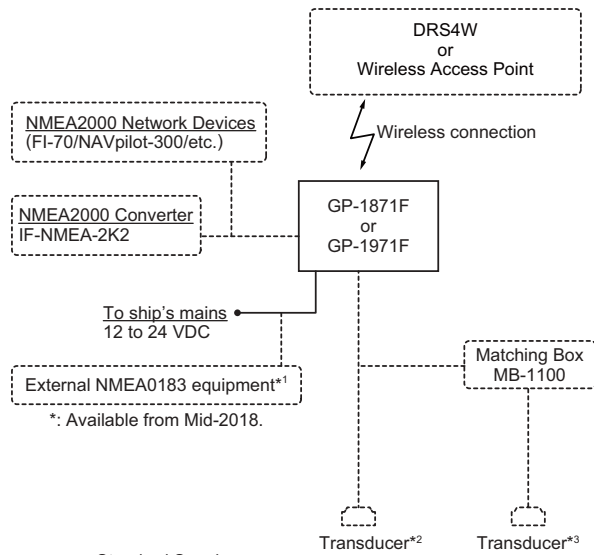 DRS4W
or
Wireless Access Point
Wireless connection
NMEA2000 Network Devices
(FI-70/NAVpilot-300/etc.)
NMEA2000 Converter
IF-NMEA-2K2
GP-1871F
or
GP-1971F
To ship's mains
12 to 24 VDC
External NMEA0183 equipment*1
*: Available from Mid-2018.
Matching Box
MB-1100
Transducer*2
Transducer*3